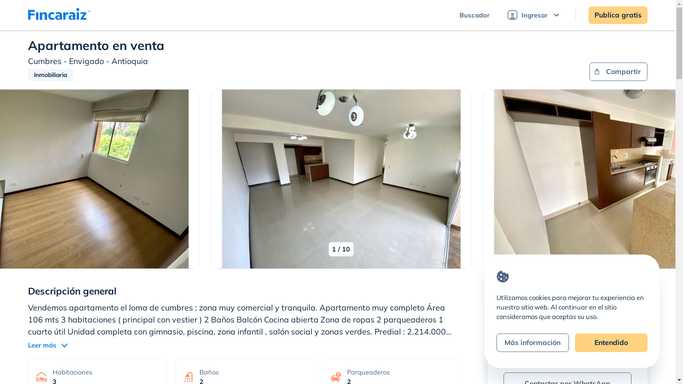 Fincaraiz
Buscador
Ingresar
Publica gratis
Apartamento en venta
Cumbres - Envigado - Antioquia
Inmobiliaria
Compartir
1 / 10
Descripción general
Vendemos apartamento el loma de cumbres : zona muy comercial y tranquila. Apartamento muy completo Área
106 mts 3 habitaciones ( principal con vestier ) 2 Baños Balcón Cocina abierta Zona de ropas 2 parqueaderos 1
cuarto útil Unidad completa con gimnasio, piscina, zona infantil , salón social y zonas verdes. Predial : 2,214.000...
Leer más
Habitaciones
3
Baños
2
Parqueaderos
2
Utilizamos cookies para mejorar tu experiencia en
nuestro sitio web. Al continuar en el sitio
consideramos que aceptas su uso.
Más información
Entendido
Contactar por WhatsApp